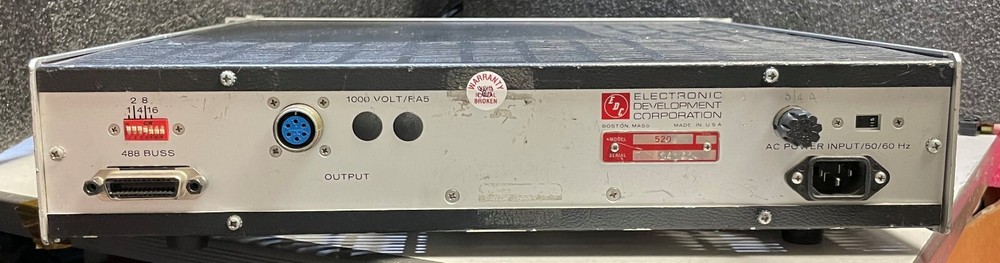 2 8
1 4 16
488 BUSS
1000 VOLT/RA5
OUTPUT
WARRANTY
BROKEN
EDC
ELECTRONIC
DEVELOPMENT
CORPORATION
BOSTON, MASS. MADE IN U.S.A.
MODEL 520
SERIAL
AC POWER INPUT/50/60 Hz